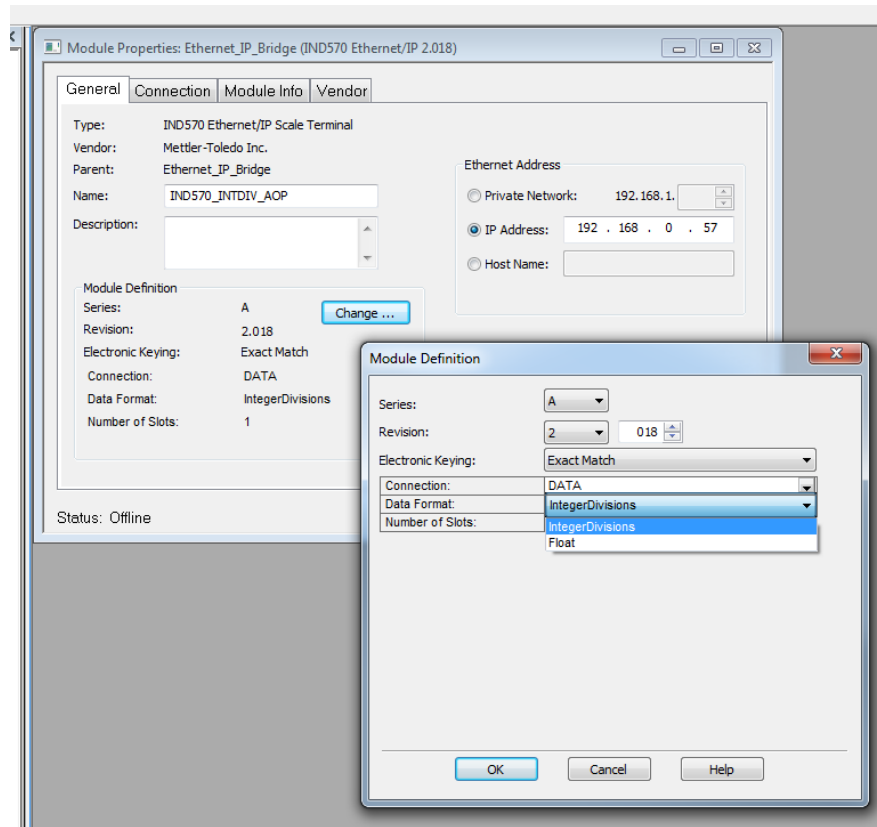 Module Properties: Ethernet_IP_Bridge (IND570 Ethernet/IP 2.018)
General Connection Module Info Vendor
Type: IND570 Ethernet/IP Scale Terminal
Vendor: Mettler-Toledo Inc.
Parent: Ethernet_IP_Bridge
Name: IND570_INTDIV_AOP
Description:
Ethernet Address
Private Network: 192.168.1.
IP Address: 192 . 168 . 0 . 57
Host Name:
Module Definition
Series: A
Change ...
Revision: 2.018
Electronic Keying: Exact Match
Connection: DATA
Data Format: IntegerDivisions
Number of Slots: 1
Status: Offline
Module Definition
Series: A
Revision: 2 018
Electronic Keying: Exact Match
Connection: DATA
Data Format: IntegerDivisions
Number of Slots: IntegerDivisions
Float
OK Cancel Help